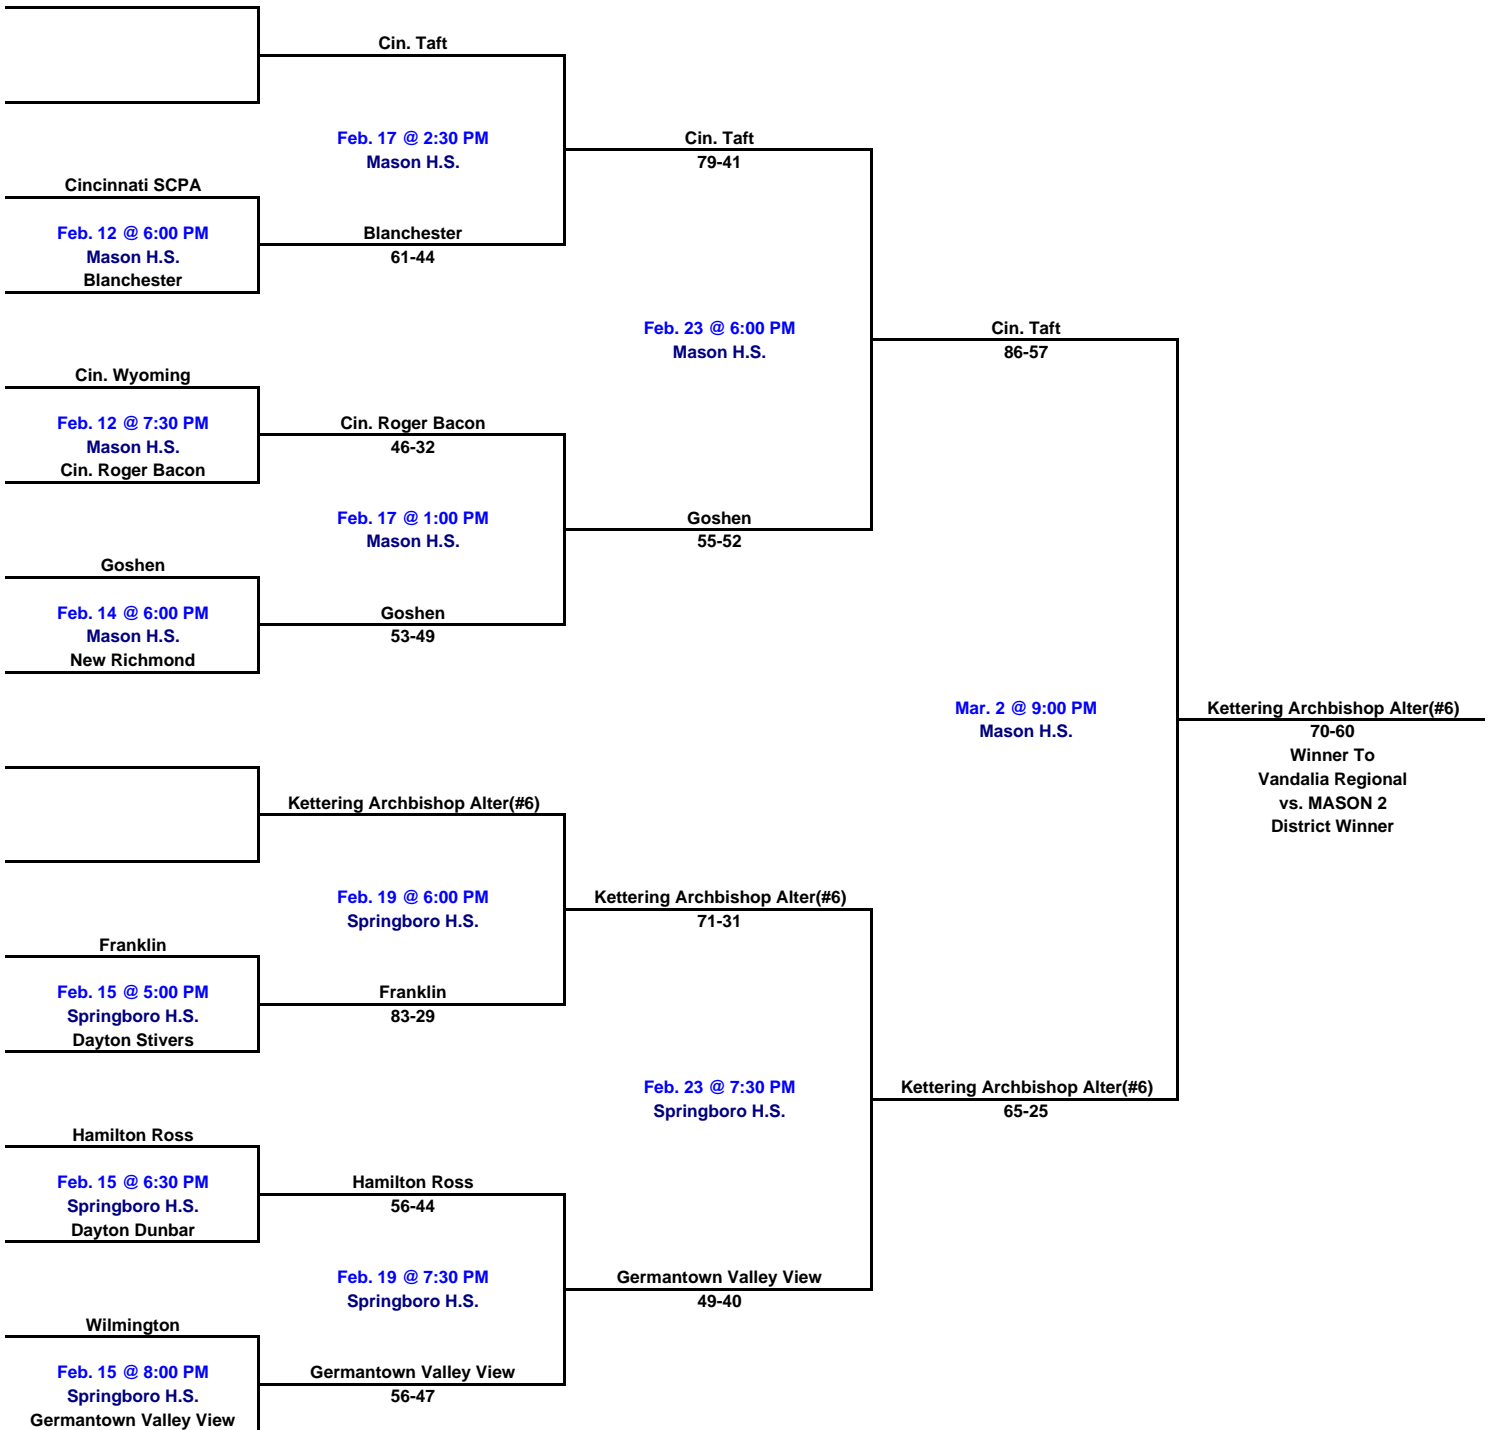 Cin. Taft
Feb. 17 @ 2:30 PM
Mason H.S.
Cin. Taft
79-41
Cincinnati SCPA
Feb. 12 @ 6:00 PM
Mason H.S.
Blanchester
Blanchester
61-44
Feb. 23 @ 6:00 PM
Mason H.S.
Cin. Taft
86-57
Cin. Wyoming
Feb. 12 @ 7:30 PM
Mason H.S.
Cin. Roger Bacon
Cin. Roger Bacon
46-32
Feb. 17 @ 1:00 PM
Mason H.S.
Goshen
55-52
Goshen
Feb. 14 @ 6:00 PM
Mason H.S.
New Richmond
Goshen
53-49
Mar. 2 @ 9:00 PM
Mason H.S.
Kettering Archbishop Alter(#6)
70-60
Winner To
Vandalia Regional
vs. MASON 2
District Winner
Kettering Archbishop Alter(#6)
Feb. 19 @ 6:00 PM
Springboro H.S.
Kettering Archbishop Alter(#6)
71-31
Franklin
Feb. 15 @ 5:00 PM
Springboro H.S.
Dayton Stivers
Franklin
83-29
Feb. 23 @ 7:30 PM
Springboro H.S.
Kettering Archbishop Alter(#6)
65-25
Hamilton Ross
Feb. 15 @ 6:30 PM
Springboro H.S.
Dayton Dunbar
Hamilton Ross
56-44
Feb. 19 @ 7:30 PM
Springboro H.S.
Germantown Valley View
49-40
Wilmington
Feb. 15 @ 8:00 PM
Springboro H.S.
Germantown Valley View
Germantown Valley View
56-47